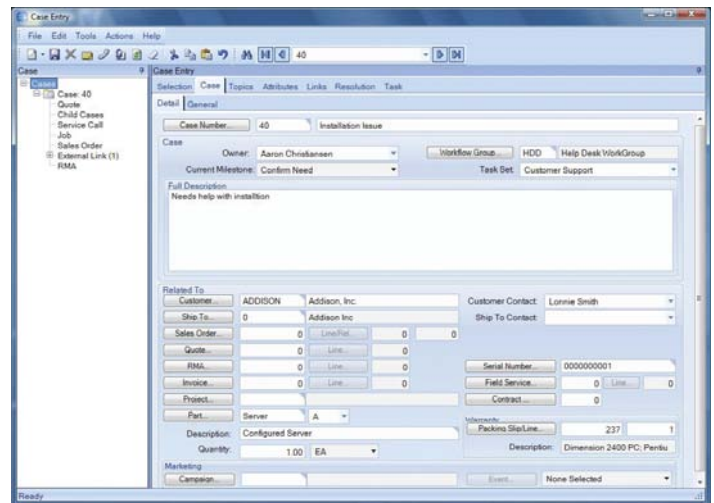 Case Entry
File Edit Tools Actions Help
40
Case
Case Entry
Cases
Case: 40
Quote
Child Cases
Service Call
Job
Sales Order
External Link (1)
RMA
Selection Case Topics Attributes Links Resolution Task
Detail General
Case Number... 40 Installation Issue
Case
Owner: Aaron Christiansen Workflow Group... HDD Help Desk WorkGroup
Current Milestone: Confirm Need Task Set: Customer Support
Full Description
Needs help with installtion
Related To
Customer... ADDISON Addison, Inc. Customer Contact: Lonnie Smith
Ship To... 0 Addison Inc Ship To Contact:
Sales Order... 0 Line/Rel... 0 0
Quote... 0 Line... 0
RMA... 0 Line... 0 Serial Number... 0000000001
Invoice... 0 Line... 0 Field Service... 0 Line... 0
Project... Contract... 0
Part... Server A Warranty
Packing Slip/Line... 237 1
Description: Configured Server Description: Dimension 2400 PC; Pentiu
Quantity: 1.00 EA
Marketing
Campaign... Event... None Selected
Ready